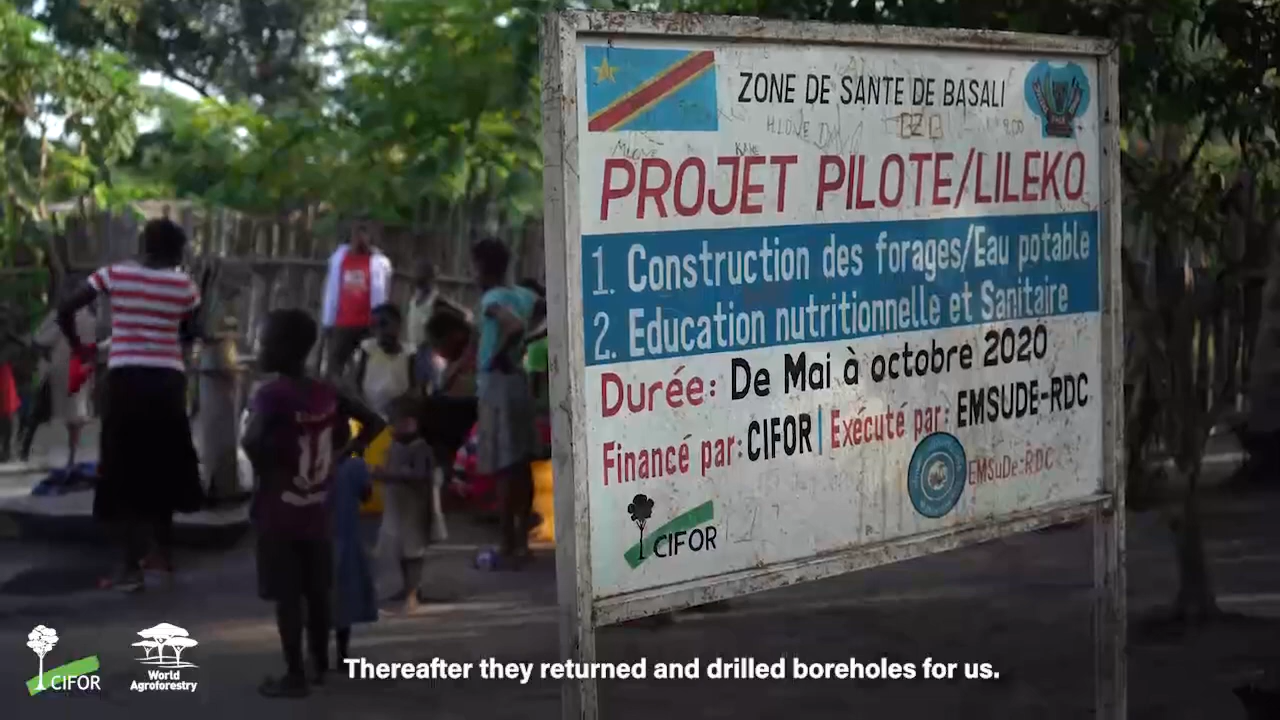 ZONE DE SANTE DE BASALI
PROJET PILOTE/LILEKO
1. Construction des forages/Eau potable
2. Education nutritionnelle et Sanitaire
Durée: De Mai à octobre 2020
Financé par: CIFOR | Exécuté par: EMSUDE-RDC
EMSuDe-RDC
CIFOR
Thereafter they returned and drilled boreholes for us.
CIFOR
World
Agroforestry